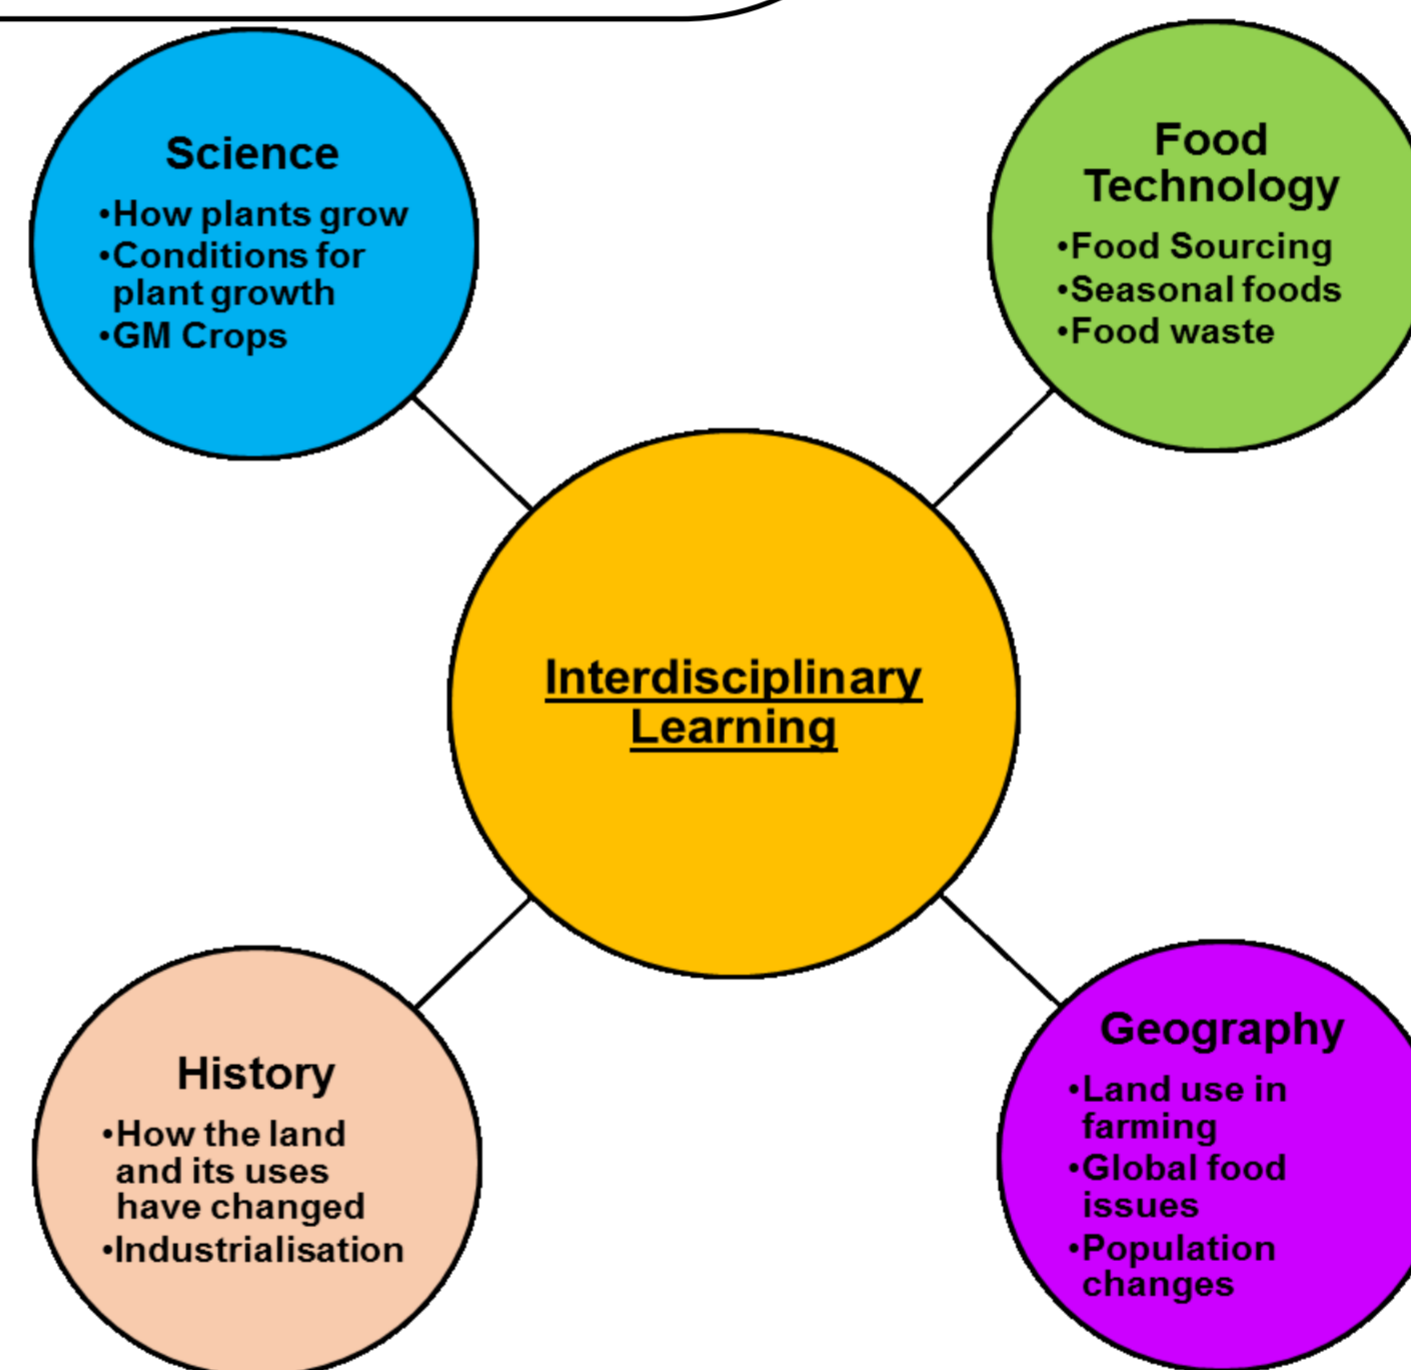 Science
•How plants grow
•Conditions for
plant growth
•GM Crops
Food
Technology
•Food Sourcing
•Seasonal foods
•Food waste
Interdisciplinary
Learning
History
•How the land
and its uses
have changed
•Industrialisation
Geography
•Land use in
farming
•Global food
issues
•Population
changes